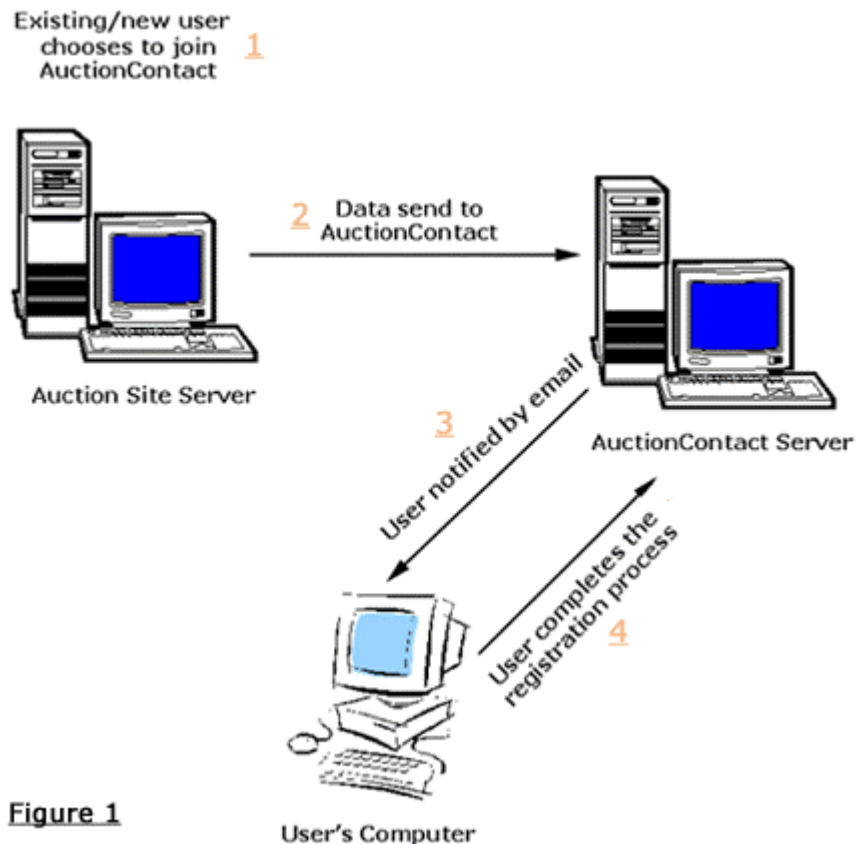 Existing/new user
chooses to join
AuctionContact
1
2
Data send to
AuctionContact
Auction Site Server
AuctionContact Server
3
User notified by email
User completes the
registration process
4
User's Computer
Figure 1